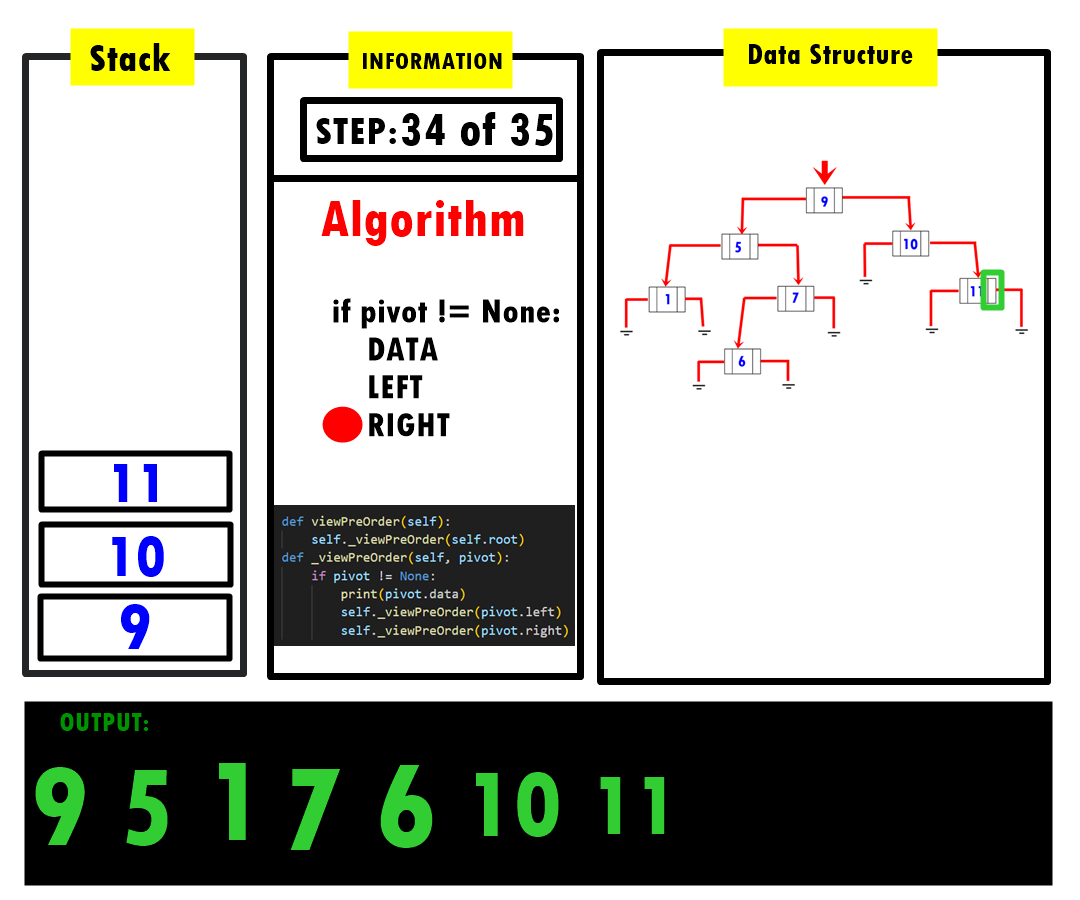 Stack
11
10
9
INFORMATION
STEP:34 of 35
Algorithm
if pivot != None:
DATA
LEFT
RIGHT
def viewPreOrder(self):
self._viewPreOrder(self.root)
def _viewPreOrder(self, pivot):
if pivot != None:
print(pivot.data)
self._viewPreOrder(pivot.left)
self._viewPreOrder(pivot.right)
Data Structure
9
5
10
1
7
11
6
OUTPUT:
9 5 1 7 6 10 11